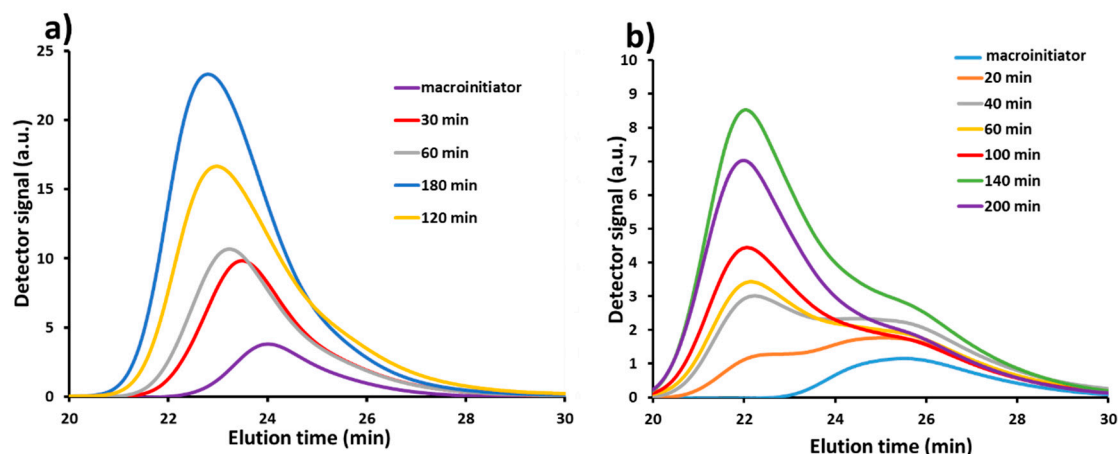 a)
25
20
15
10
5
0
Detector signal (a.u.)
macroinitiator
30 min
60 min
180 min
120 min
20 22 24 26 28 30
Elution time (min)
b)
10
9
8
7
6
5
4
3
2
1
0
Detector signal (a.u.)
macroinitiator
20 min
40 min
60 min
100 min
140 min
200 min
20 22 24 26 28 30
Elution time (min)